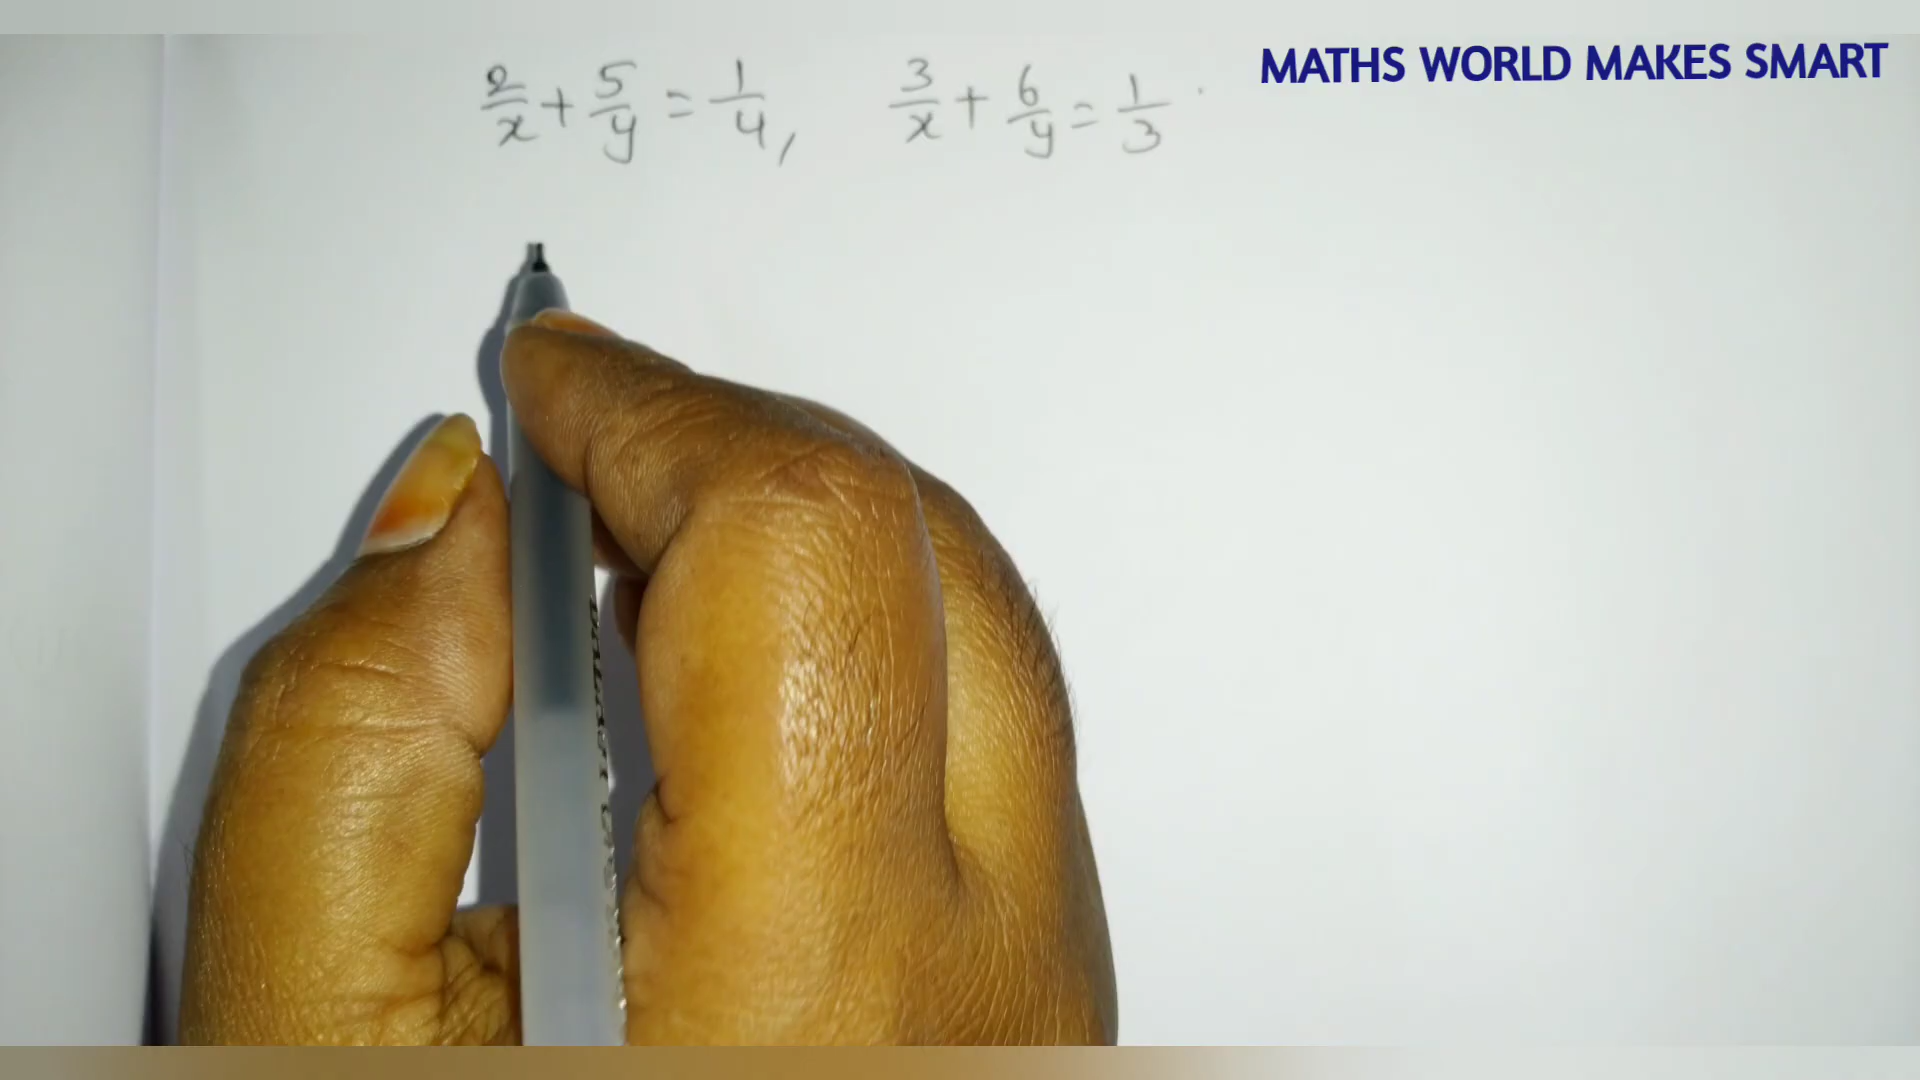 2/x + 5/y = 1/4, 3/x + 6/y = 1/3.
MATHS WORLD MAKES SMART